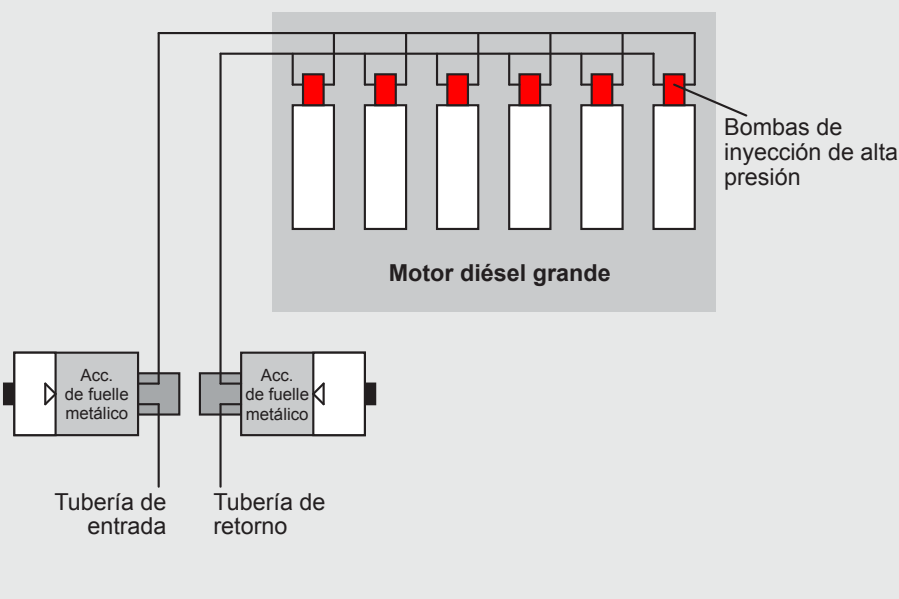 Bombas de
inyección de alta
presión
Motor diésel grande
Acc.
de fuelle
metálico
Acc.
de fuelle
metálico
Tubería de
entrada
Tubería de
retorno